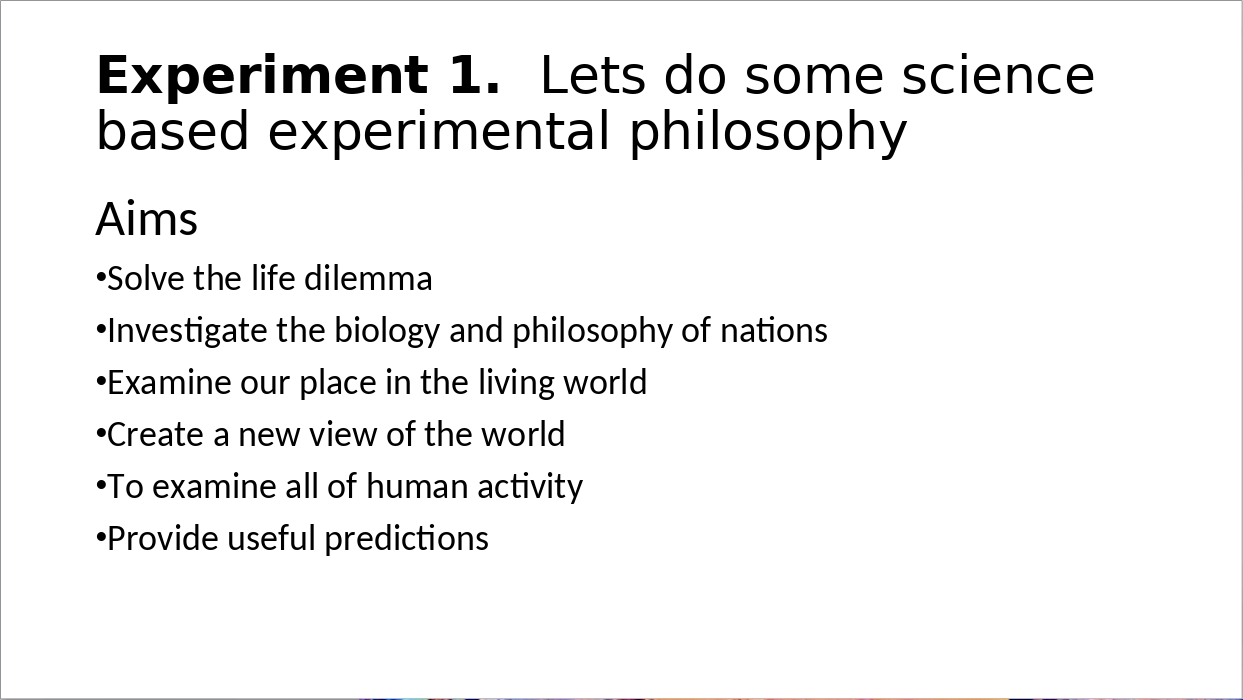 Experiment 1.  Lets do some science
based experimental philosophy
Aims
•Solve the life dilemma
•Investigate the biology and philosophy of nations
•Examine our place in the living world
•Create a new view of the world
•To examine all of human activity
•Provide useful predictions